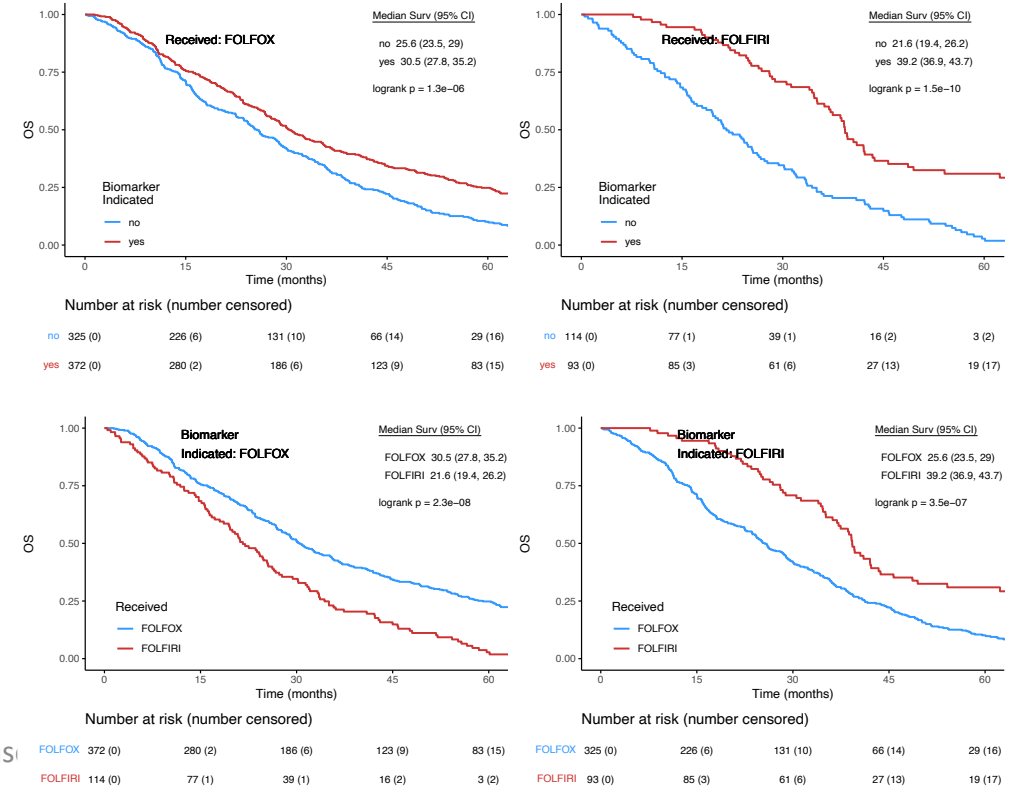 Received: FOLFOX
Median Surv (95% CI)
no 25.6 (23.5, 29)
yes 30.5 (27.8, 35.2)
logrank p = 1.3e−06
OS
1.00
0.75
0.50
0.25
0.00
Biomarker
Indicated
no
yes
0 15 30 45 60
Time (months)
Number at risk (number censored)
no 325 (0) 226 (6) 131 (10) 66 (14) 29 (16)
yes 372 (0) 280 (2) 186 (6) 123 (9) 83 (15)
Received: FOLFIRI
Median Surv (95% CI)
no 21.6 (19.4, 26.2)
yes 39.2 (36.9, 43.7)
logrank p = 1.5e−10
OS
1.00
0.75
0.50
0.25
0.00
Biomarker
Indicated
no
yes
0 15 30 45 60
Time (months)
Number at risk (number censored)
no 114 (0) 77 (1) 39 (1) 16 (2) 3 (2)
yes 93 (0) 85 (3) 61 (6) 27 (13) 19 (17)
Biomarker
Indicated: FOLFOX
Median Surv (95% CI)
FOLFOX 30.5 (27.8, 35.2)
FOLFIRI 21.6 (19.4, 26.2)
logrank p = 2.3e−08
OS
1.00
0.75
0.50
0.25
0.00
Received
FOLFOX
FOLFIRI
0 15 30 45 60
Time (months)
Number at risk (number censored)
FOLFOX 372 (0) 280 (2) 186 (6) 123 (9) 83 (15)
FOLFIRI 114 (0) 77 (1) 39 (1) 16 (2) 3 (2)
Biomarker
Indicated: FOLFIRI
Median Surv (95% CI)
FOLFOX 25.6 (23.5, 29)
FOLFIRI 39.2 (36.9, 43.7)
logrank p = 3.5e−07
OS
1.00
0.75
0.50
0.25
0.00
Received
FOLFOX
FOLFIRI
0 15 30 45 60
Time (months)
Number at risk (number censored)
FOLFOX 325 (0) 226 (6) 131 (10) 66 (14) 29 (16)
FOLFIRI 93 (0) 85 (3) 61 (6) 27 (13) 19 (17)